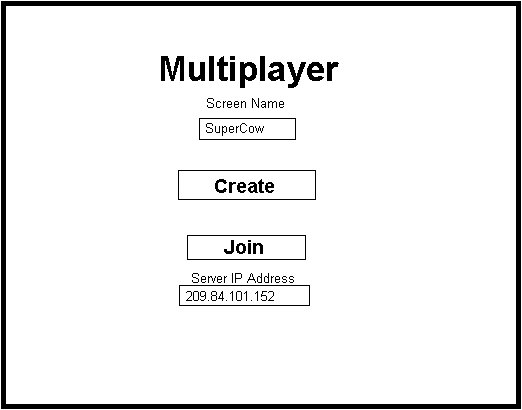 Multiplayer
Screen Name
SuperCow
Create
Join
Server IP Address
209.84.101.152